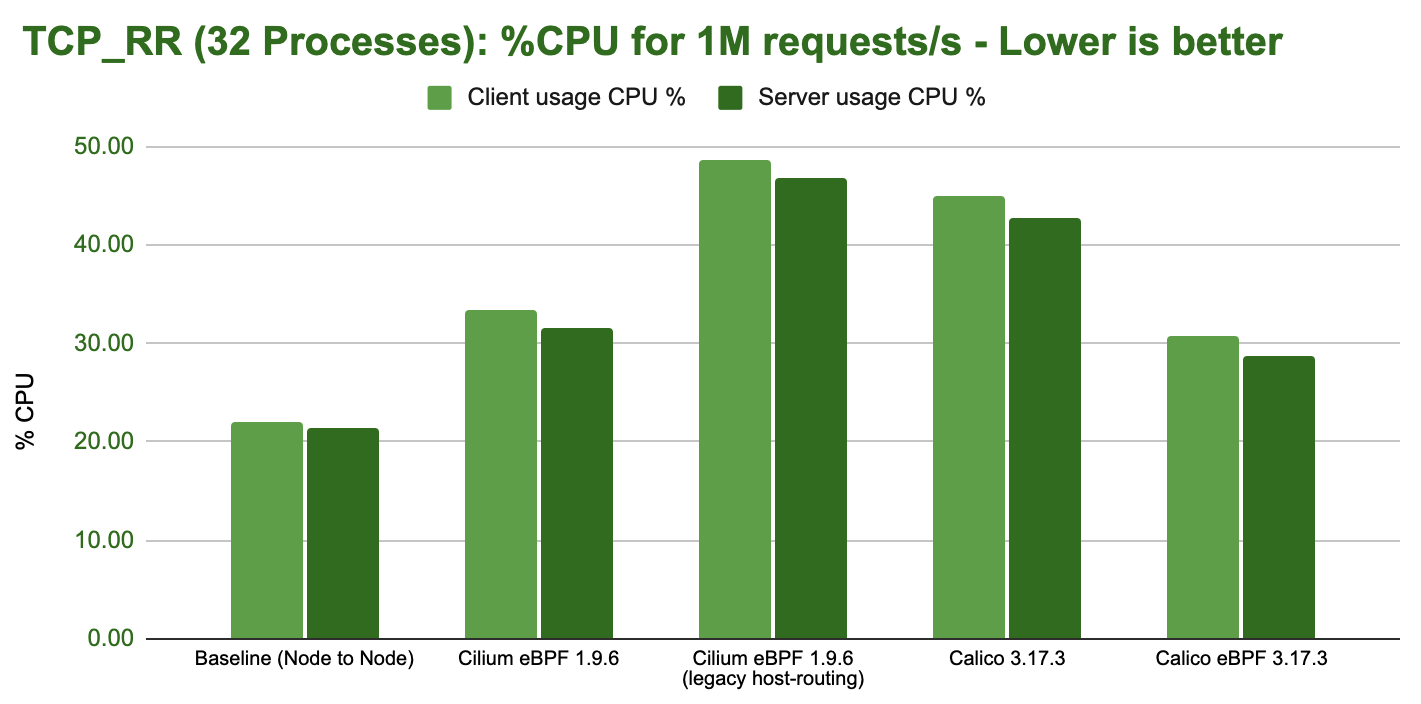 TCP_RR (32 Processes): %CPU for 1M requests/s - Lower is better
Client usage CPU %
Server usage CPU %
50.00
40.00
30.00
20.00
10.00
0.00
% CPU
Baseline (Node to Node)
Cilium eBPF 1.9.6
Cilium eBPF 1.9.6
(legacy host-routing)
Calico 3.17.3
Calico eBPF 3.17.3